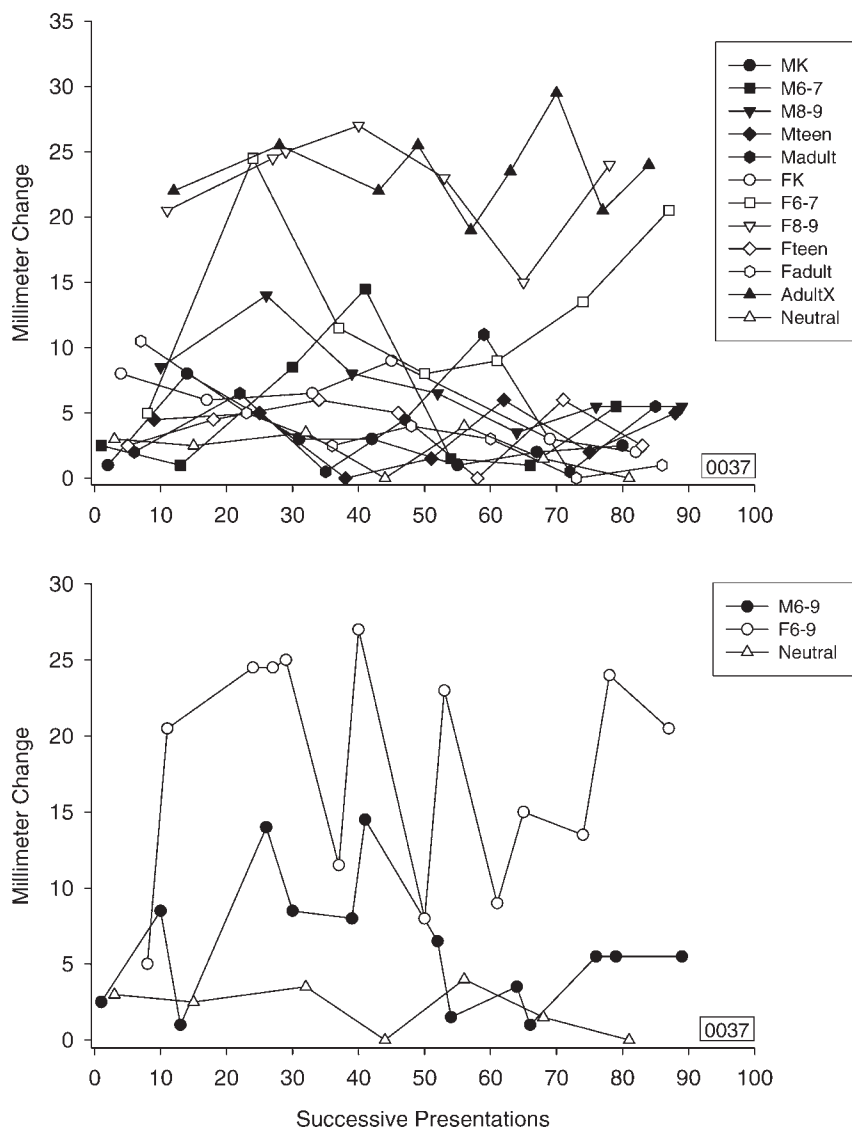 35
30
25
20
15
10
5
0
Millimeter Change
0 10 20 30 40 50 60 70 80 90 100
MK
M6-7
M8-9
Mteen
Madult
FK
F6-7
F8-9
Fteen
Fadult
AdultX
Neutral
0037
30
25
20
15
10
5
0
Millimeter Change
0 10 20 30 40 50 60 70 80 90 100
M6-9
F6-9
Neutral
0037
Successive Presentations